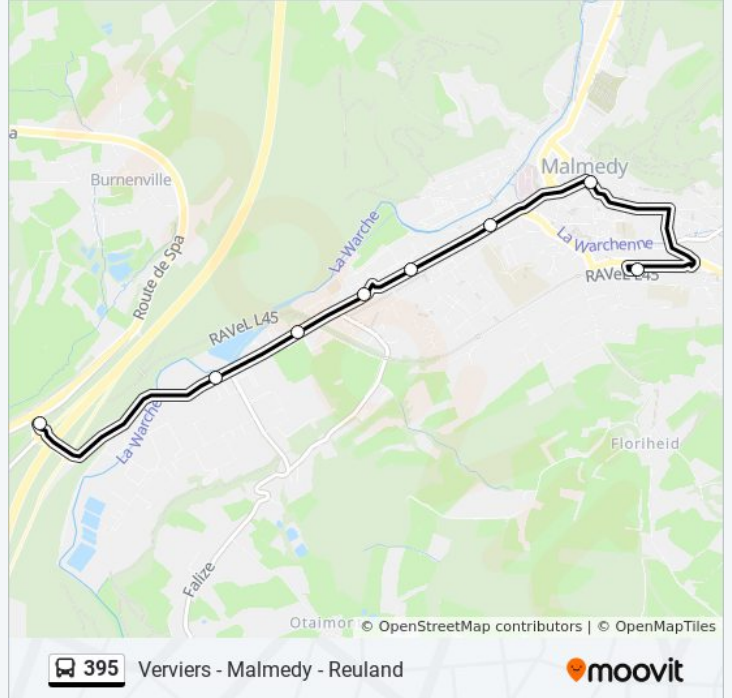 a
Burnenville
Malmedy
La Warche
La Warchenne
Route de Spa
RAVeL L45
RAVeL L45
La Warche
Floriheid
Falize
Otaimor
© OpenStreetMap contributors | © OpenMapTiles
395 Verviers - Malmedy - Reuland
moovit